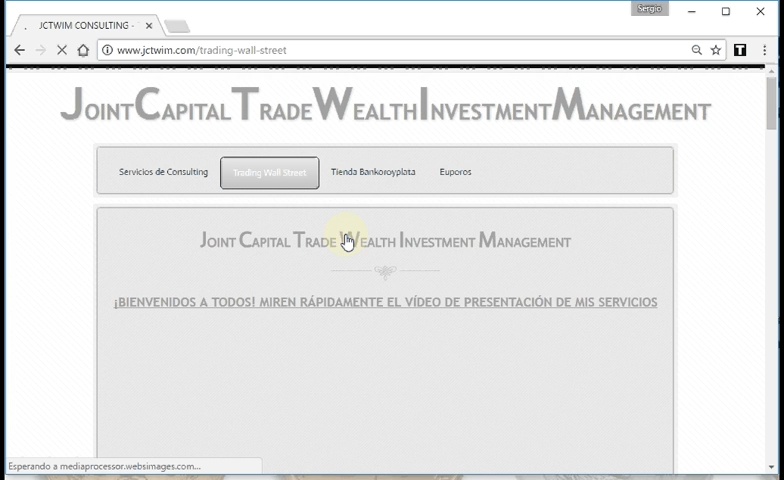 Sergio
JCTWIM CONSULTING -
www.jctwim.com/trading-wall-street
T
JointCapitalTradeWealthInvestmentManagement
Servicios de Consulting Trading Wall Street Tienda Bankoroyplata Euporos
Joint Capital Trade Wealth Investment Management
¡BIENVENIDOS A TODOS! MIREN RÁPIDAMENTE EL VÍDEO DE PRESENTACIÓN DE MIS SERVICIOS
Esperando a mediaprocessor.websimages.com...